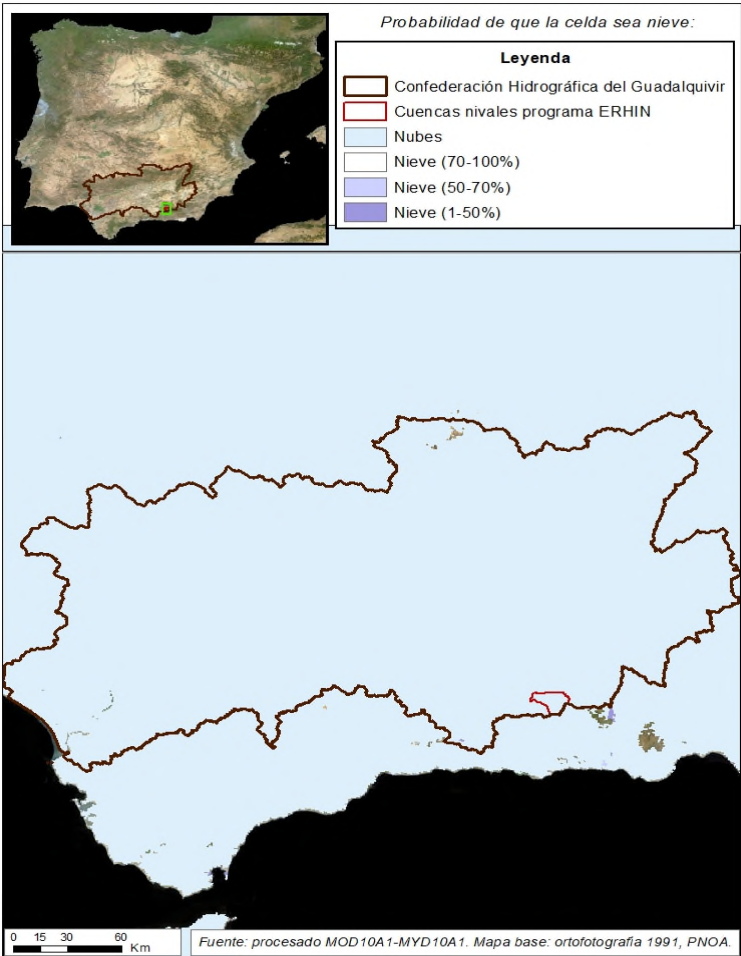 Probabilidad de que la celda sea nieve:
Leyenda
Confederación Hidrográfica del Guadalquivir
Cuencas nivales programa ERHIN
Nubes
Nieve (70-100%)
Nieve (50-70%)
Nieve (1-50%)
0 15 30 60
Km
Fuente: procesado MOD10A1-MYD10A1. Mapa base: ortofotografia 1991, PNOA.